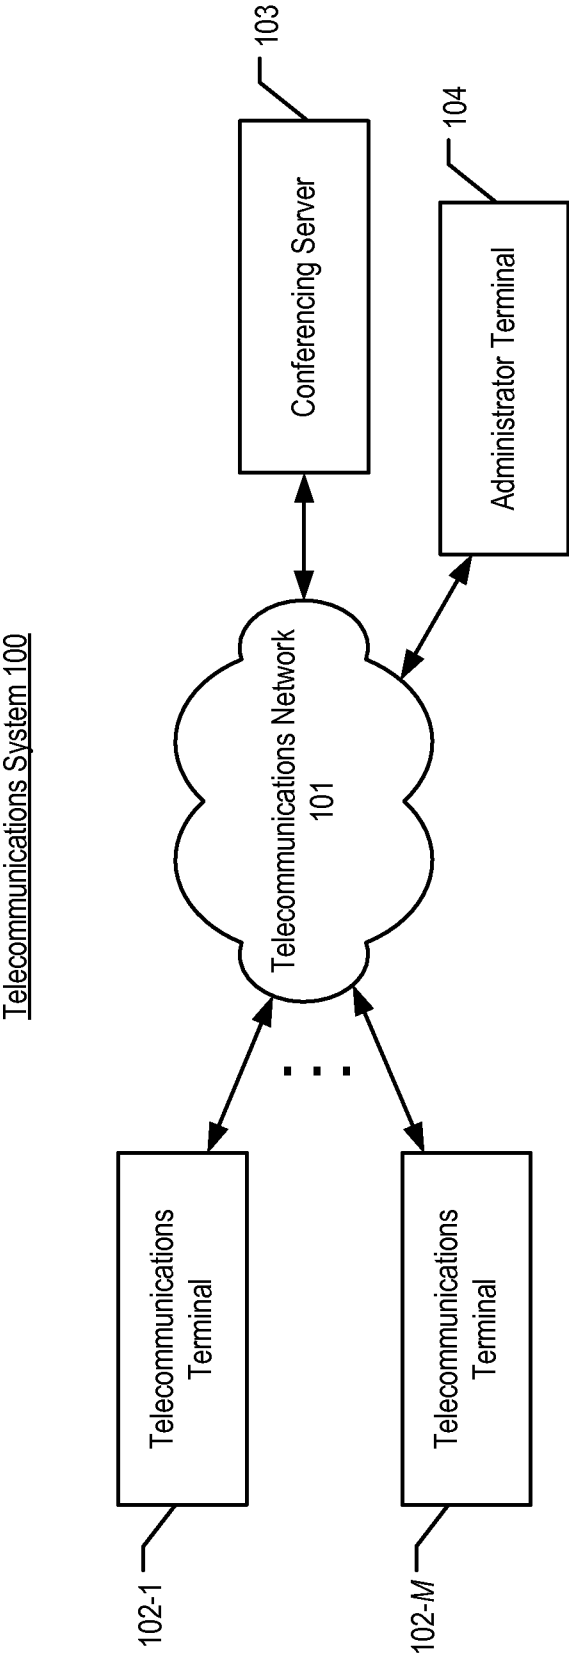 Telecommunications System 100
102-1
Telecommunications
Terminal
102-M
Telecommunications
Terminal
. . .
Telecommunications Network
101
Conferencing Server
103
Administrator Terminal
104